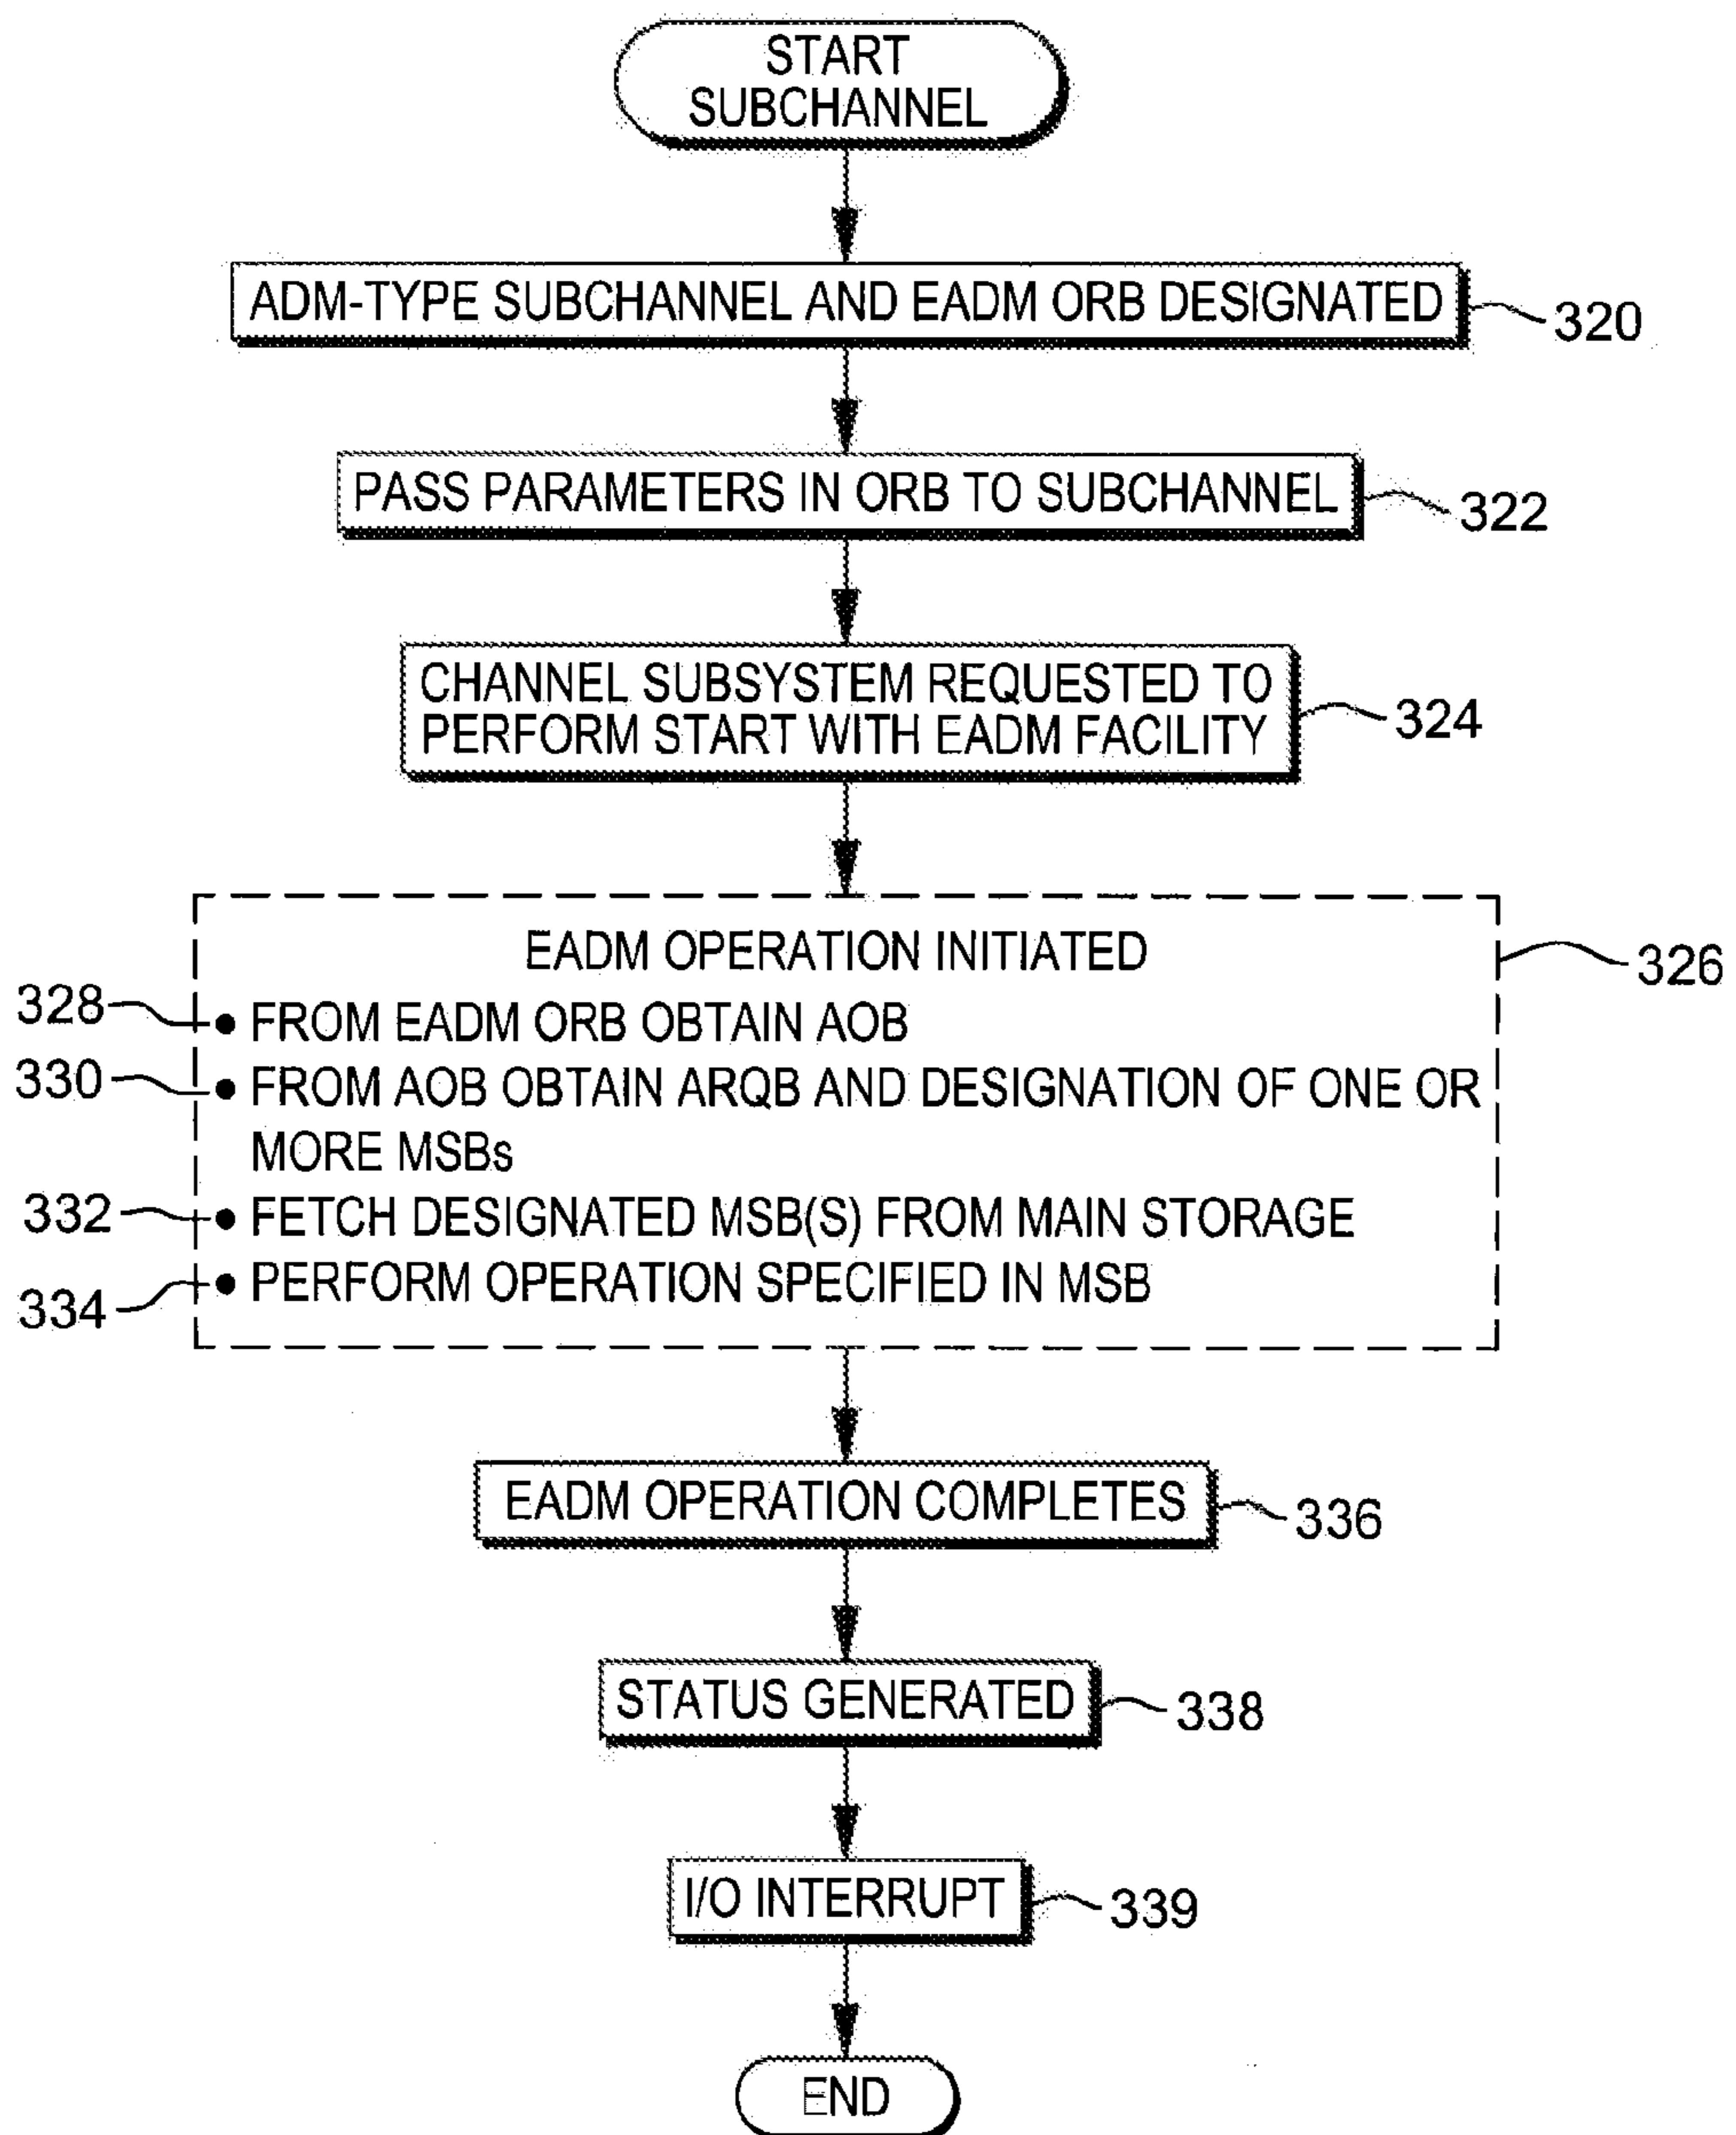 START
SUBCHANNEL
ADM-TYPE SUBCHANNEL AND EADM ORB DESIGNATED
320
PASS PARAMETERS IN ORB TO SUBCHANNEL
322
CHANNEL SUBSYSTEM REQUESTED TO
PERFORM START WITH EADM FACILITY
324
EADM OPERATION INITIATED
326
328
● FROM EADM ORB OBTAIN AOB
330
● FROM AOB OBTAIN ARQB AND DESIGNATION OF ONE OR
MORE MSBs
332
● FETCH DESIGNATED MSB(S) FROM MAIN STORAGE
334
● PERFORM OPERATION SPECIFIED IN MSB
EADM OPERATION COMPLETES
336
STATUS GENERATED
338
I/O INTERRUPT
339
END